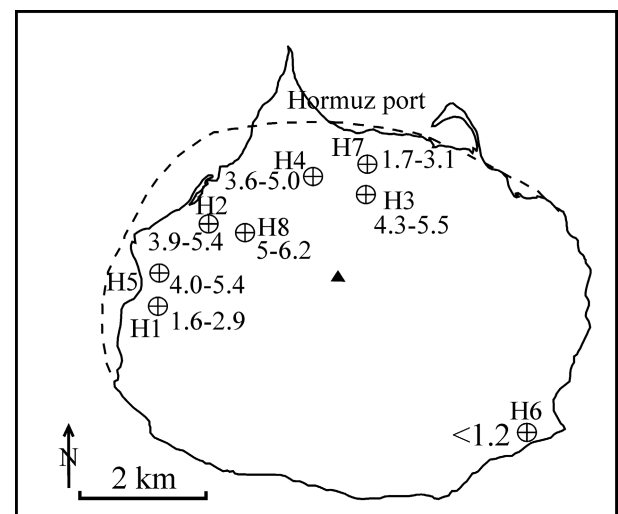 Hormuz port
H7
1.7-3.1
H4
3.6-5.0
H3
4.3-5.5
H2
3.9-5.4
H8
5-6.2
H5
4.0-5.4
H1
1.6-2.9
H6
<1.2
N
2 km